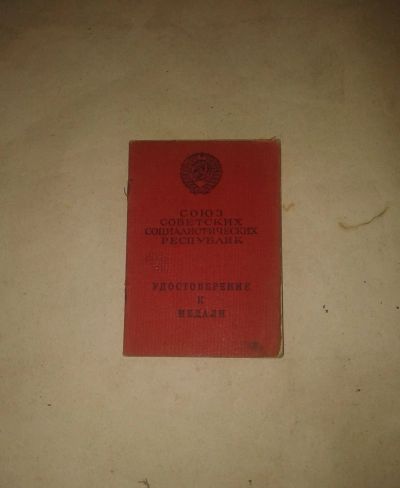 СОЮЗ
СОВЕТСКИХ
СОЦИАЛИСТИЧЕСКИХ
РЕСПУБЛИК
УДОСТОВЕРЕНИЕ
К
МЕДАЛИ